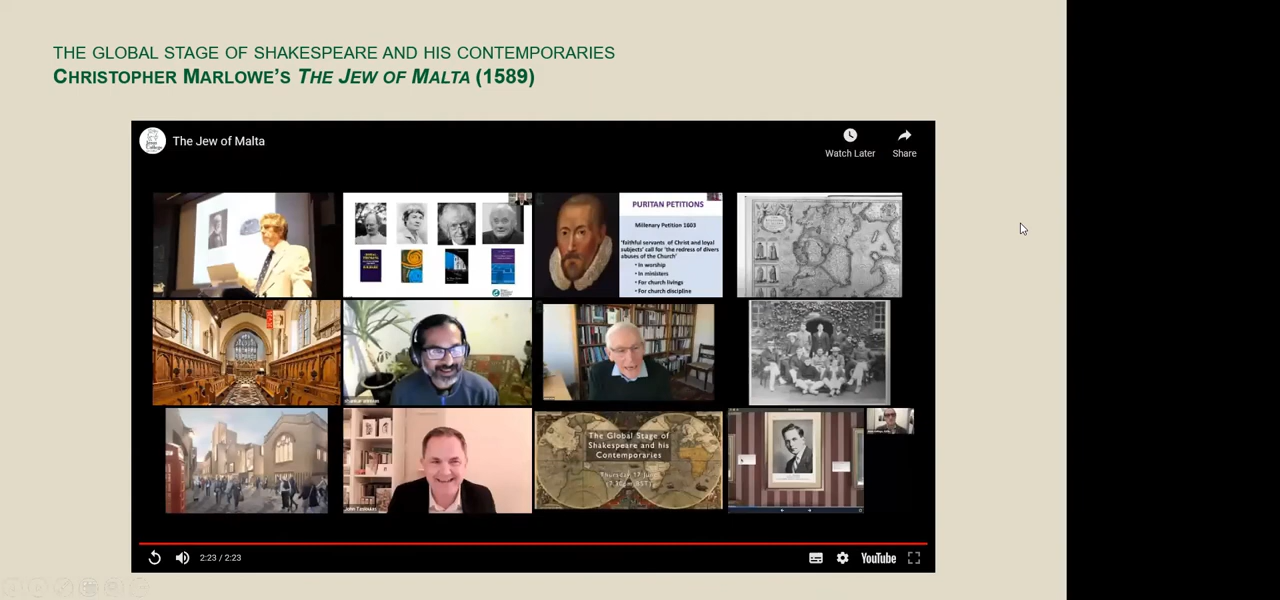 THE GLOBAL STAGE OF SHAKESPEARE AND HIS CONTEMPORARIES
CHRISTOPHER MARLOWE'S THE JEW OF MALTA (1589)
The Jew of Malta
Watch Later
Share
PURITAN PETITIONS
Millenary Petition 1603
'faithful servants of Christ and loyal
subjects' call for 'the redress of divers
abuses of the Church'
• In worship
• In ministers
• For church livings
• For church discipline
The Global Stage of
Shakespeare and his
Contemporaries
Thursday 17 June
2:23 / 2:23
YouTube